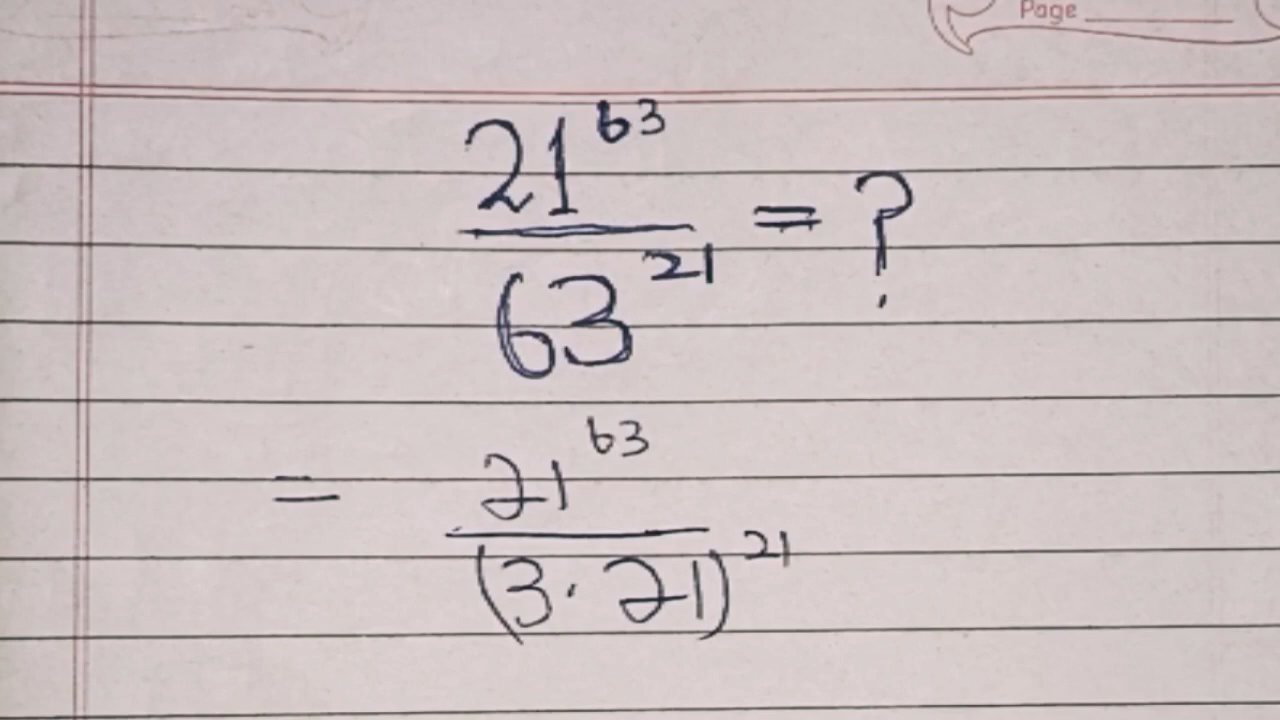 Page
21^63 / 63^21 = ?
= 21^63 / (3 · 21)^21